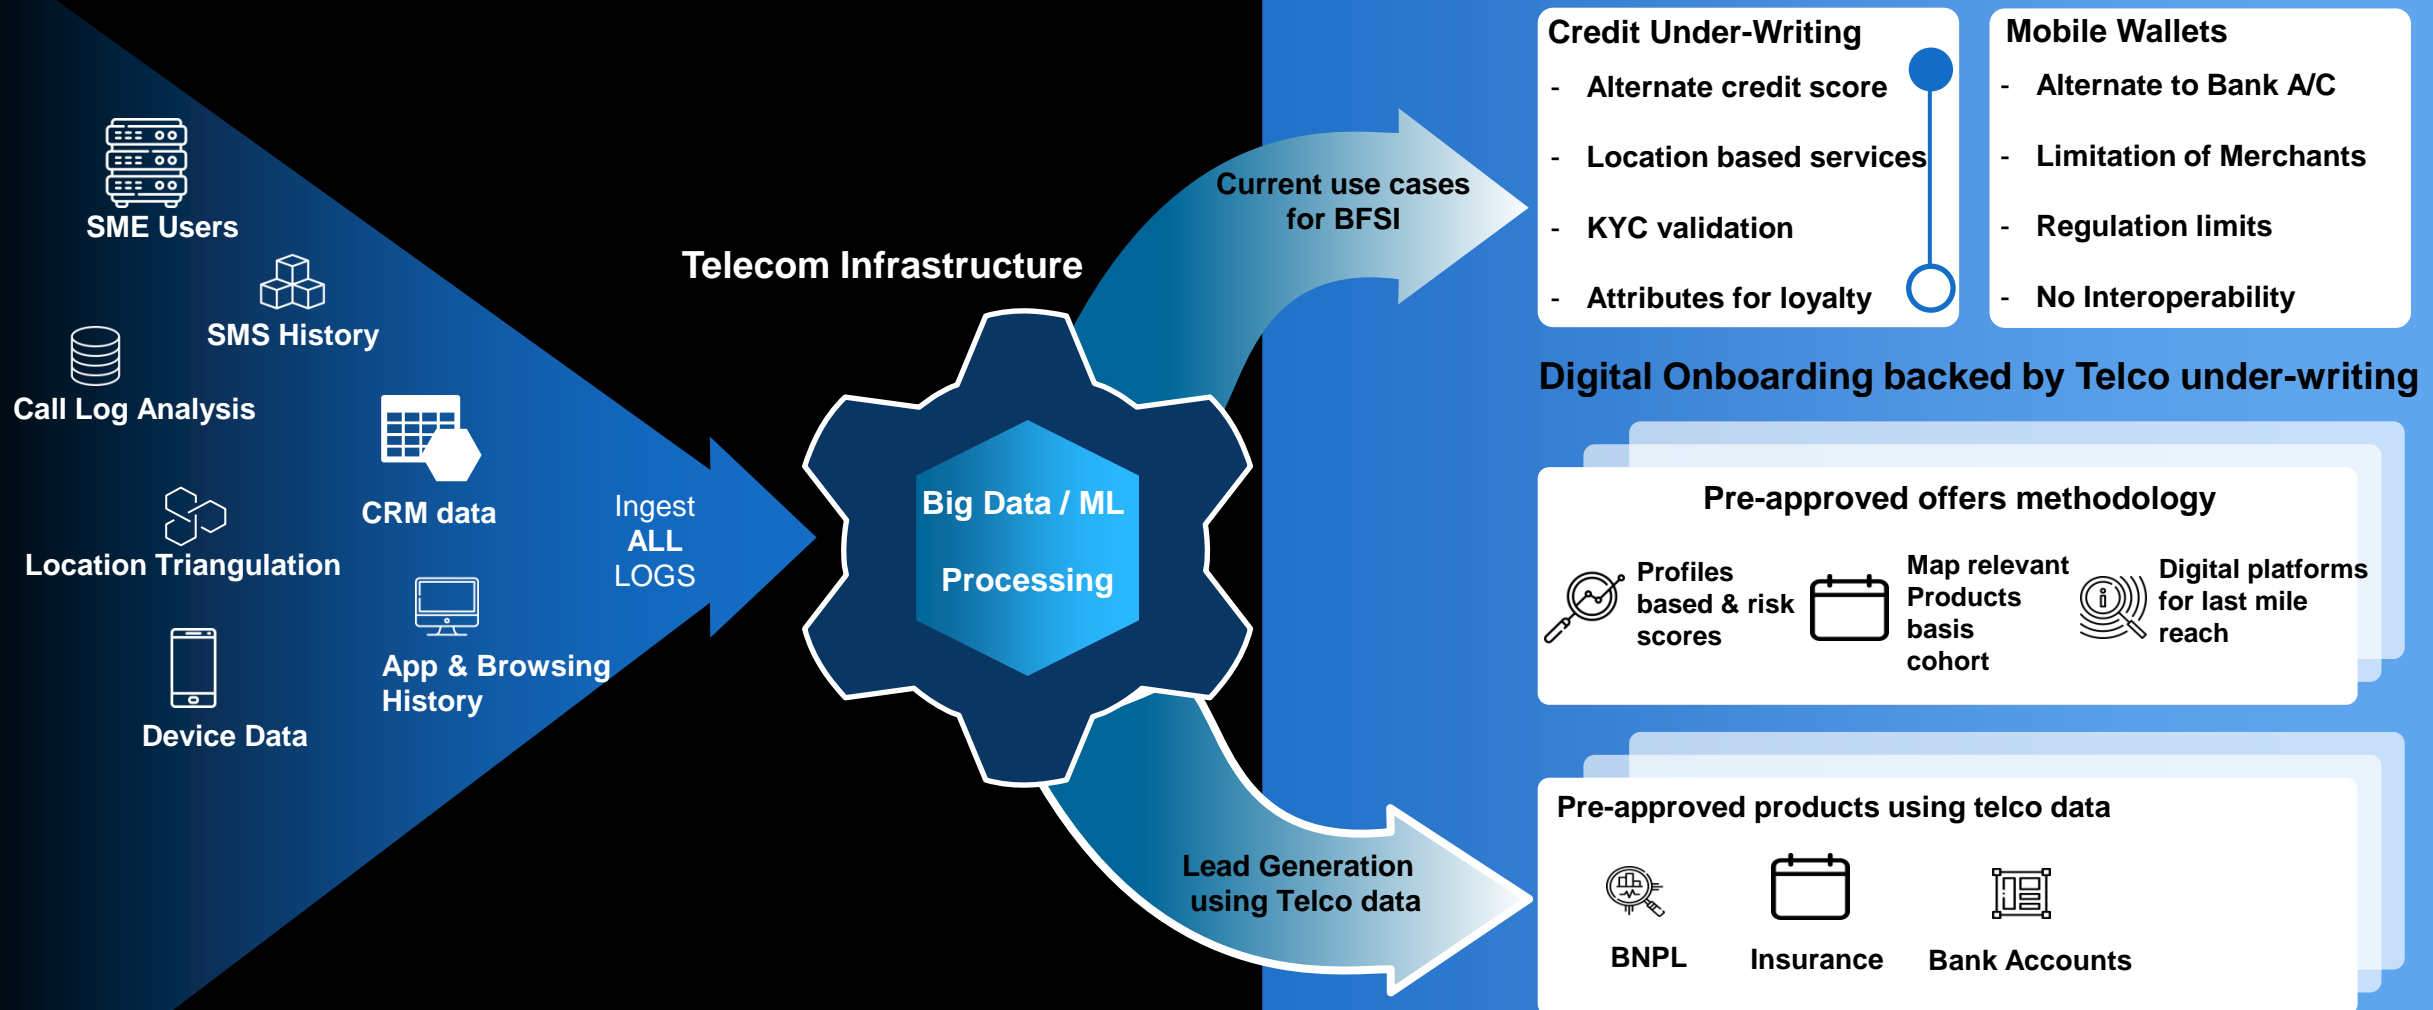 SME Users
SMS History
Call Log Analysis
CRM data
Location Triangulation
App & Browsing
History
Device Data
Ingest
ALL
LOGS
Telecom Infrastructure
Big Data / ML
Processing
Current use cases
for BFSI
Lead Generation
using Telco data
Credit Under-Writing
- Alternate credit score
- Location based services
- KYC validation
- Attributes for loyalty
Mobile Wallets
- Alternate to Bank A/C
- Limitation of Merchants
- Regulation limits
- No Interoperability
Digital Onboarding backed by Telco under-writing
Pre-approved offers methodology
Profiles
based & risk
scores
Map relevant
Products
basis
cohort
Digital platforms
for last mile
reach
Pre-approved products using telco data
BNPL
Insurance
Bank Accounts